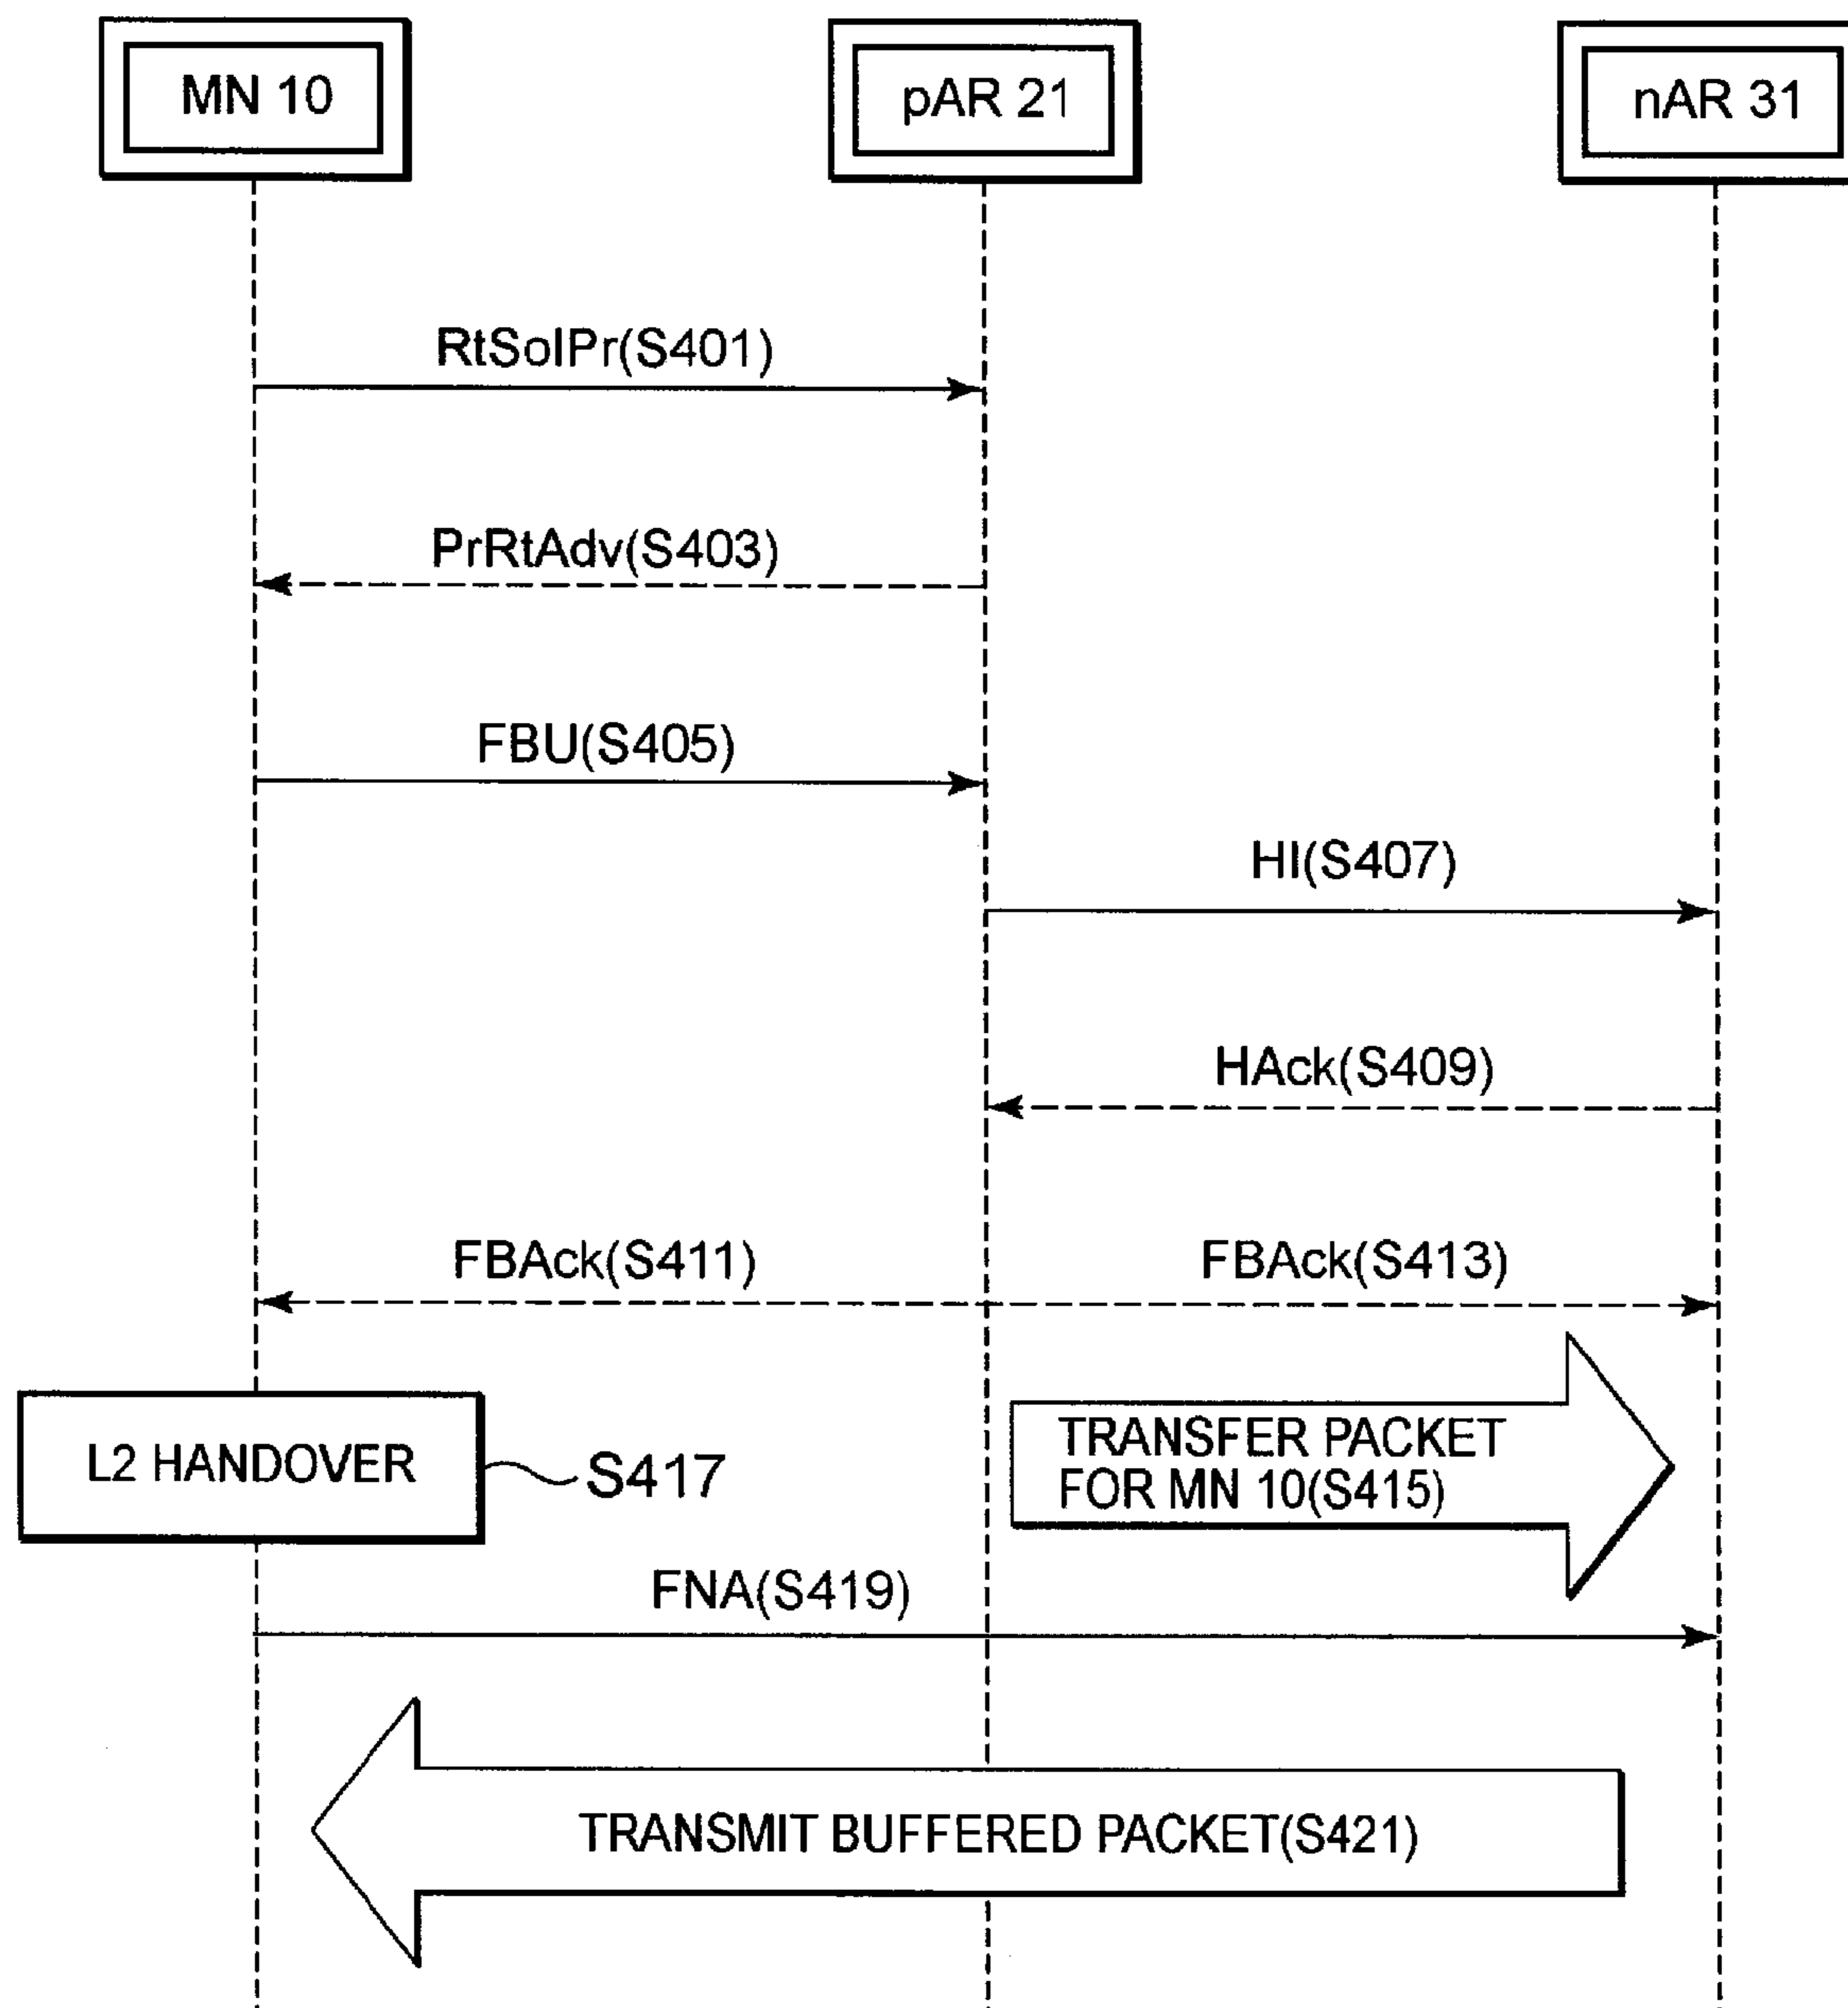 MN 10
pAR 21
nAR 31
RtSolPr(S401)
PrRtAdv(S403)
FBU(S405)
HI(S407)
HAck(S409)
FBAck(S411)
FBAck(S413)
L2 HANDOVER
S417
TRANSFER PACKET
FOR MN 10(S415)
FNA(S419)
TRANSMIT BUFFERED PACKET(S421)